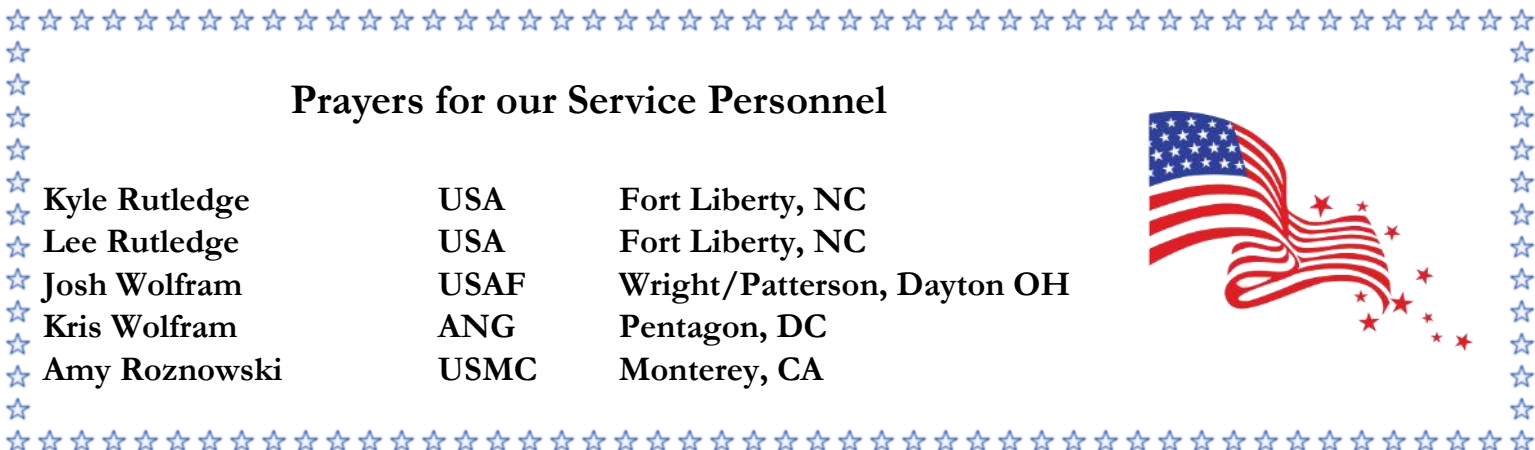 Prayers for our Service Personnel
Kyle Rutledge USA Fort Liberty, NC
Lee Rutledge USA Fort Liberty, NC
Josh Wolfram USAF Wright/Patterson, Dayton OH
Kris Wolfram ANG Pentagon, DC
Amy Roznowski USMC Monterey, CA